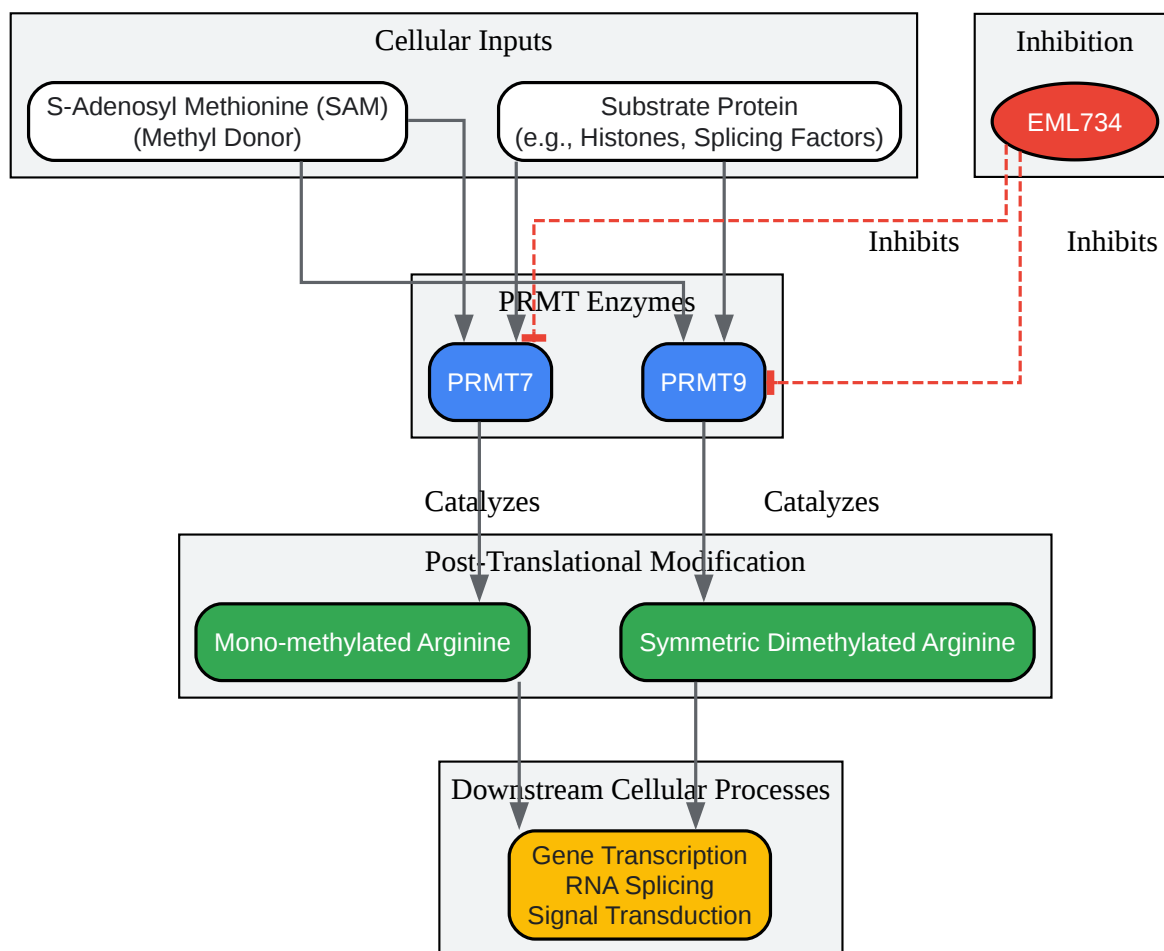 Cellular Inputs
Inhibition
S-Adenosyl Methionine (SAM)
(Methyl Donor)
Substrate Protein
(e.g., Histones, Splicing Factors)
EML734
Inhibits
Inhibits
PRMT Enzymes
PRMT7
PRMT9
Catalyzes
Catalyzes
Post-Translational Modification
Mono-methylated Arginine
Symmetric Dimethylated Arginine
Downstream Cellular Processes
Gene Transcription
RNA Splicing
Signal Transduction